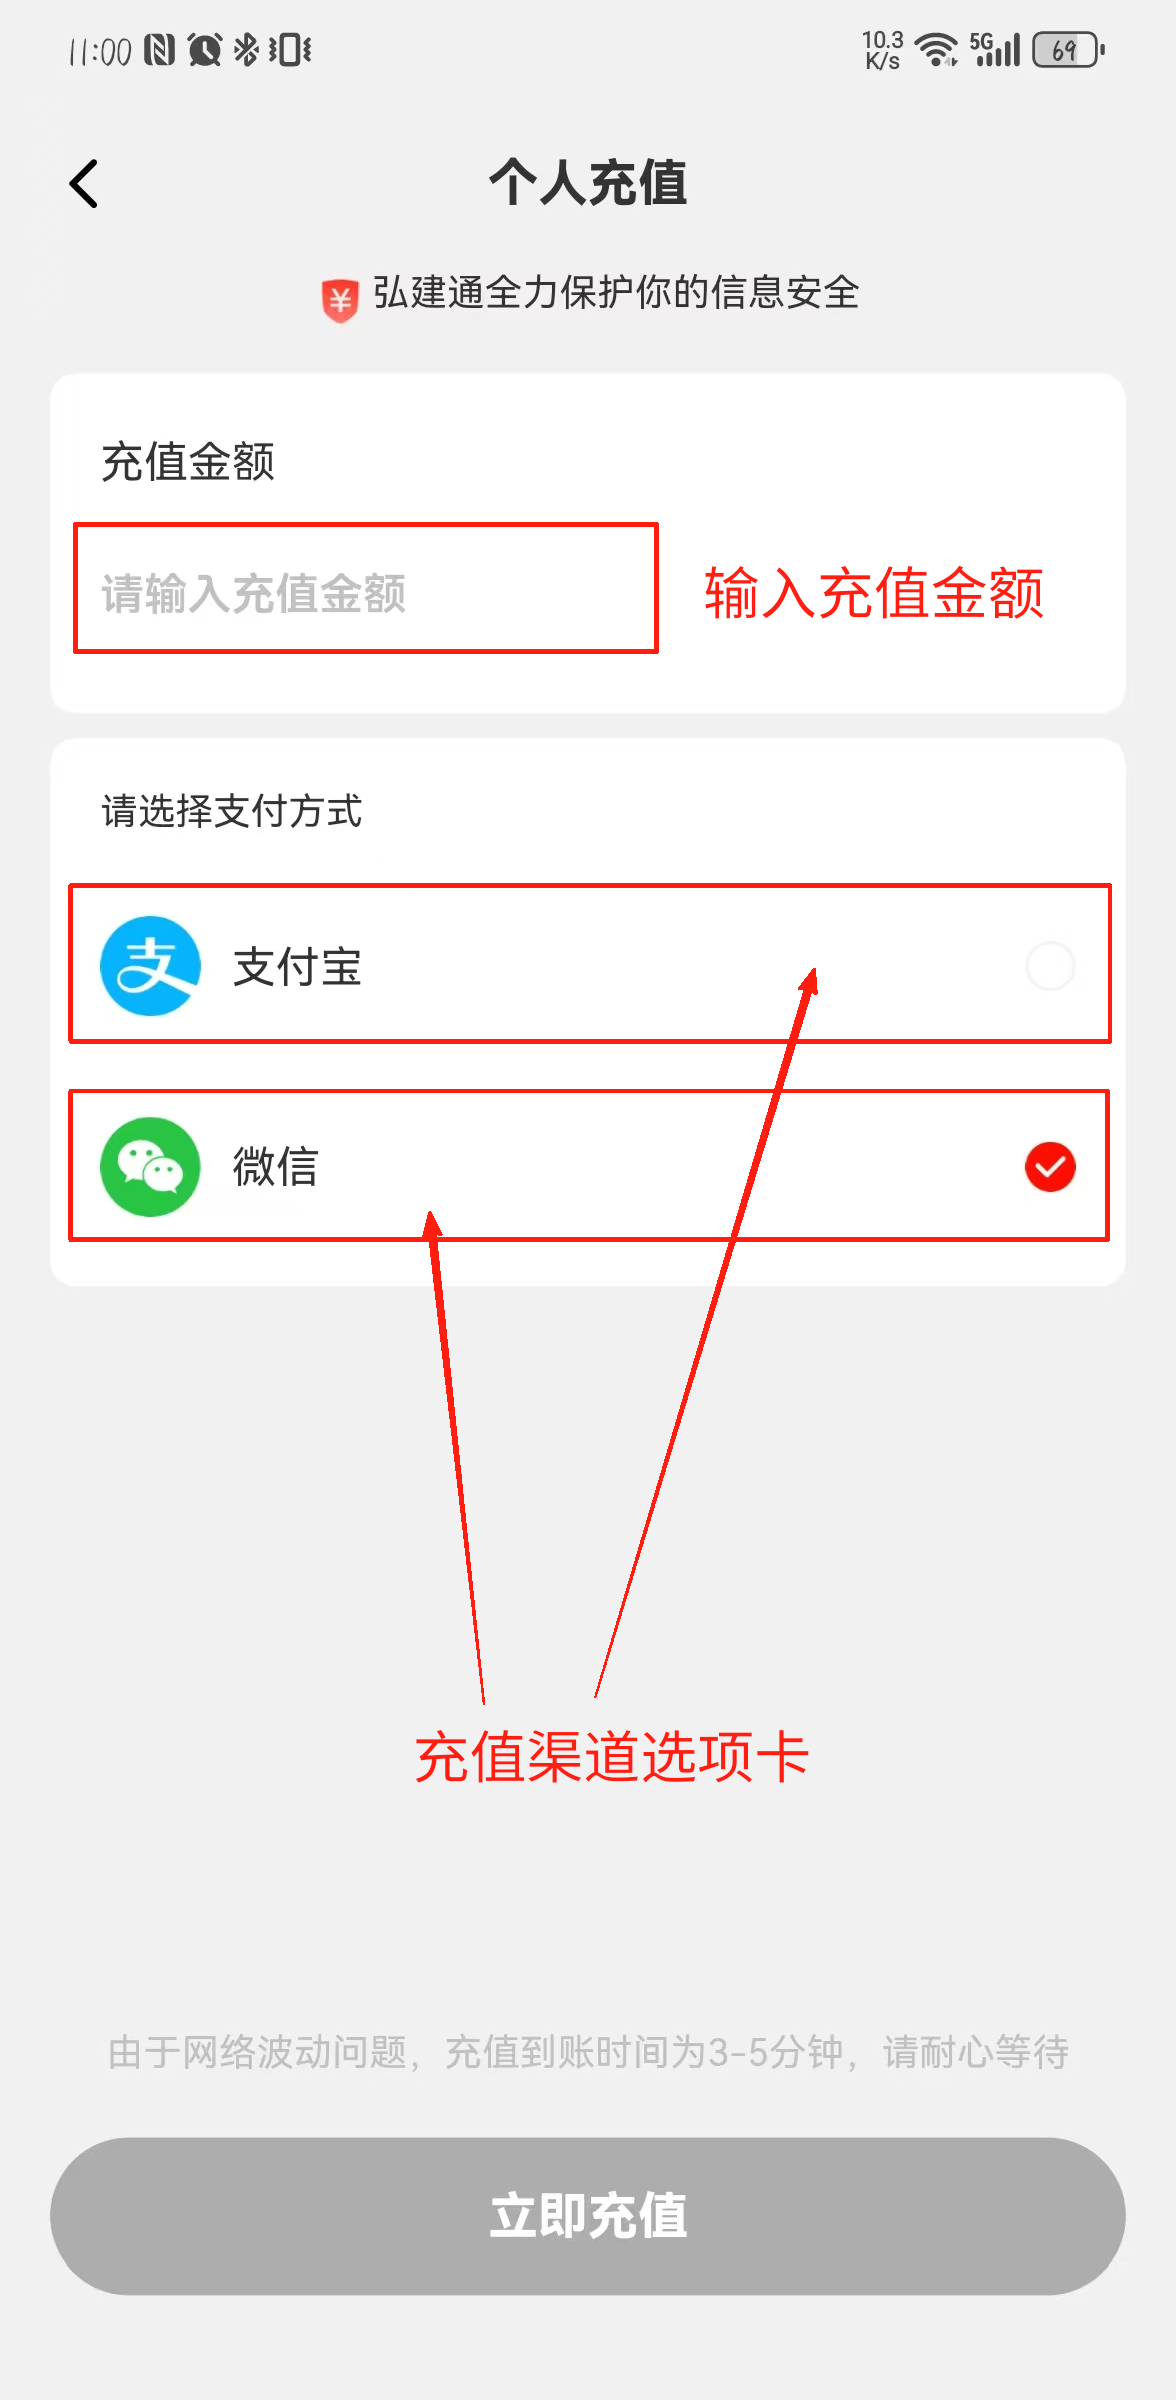 11:00
10.3
K/s
5G
69
个人充值
弘建通全力保护你的信息安全
充值金额
请输入充值金额
输入充值金额
请选择支付方式
支付宝
微信
充值渠道选项卡
由于网络波动问题，充值到账时间为3-5分钟，请耐心等待
立即充值